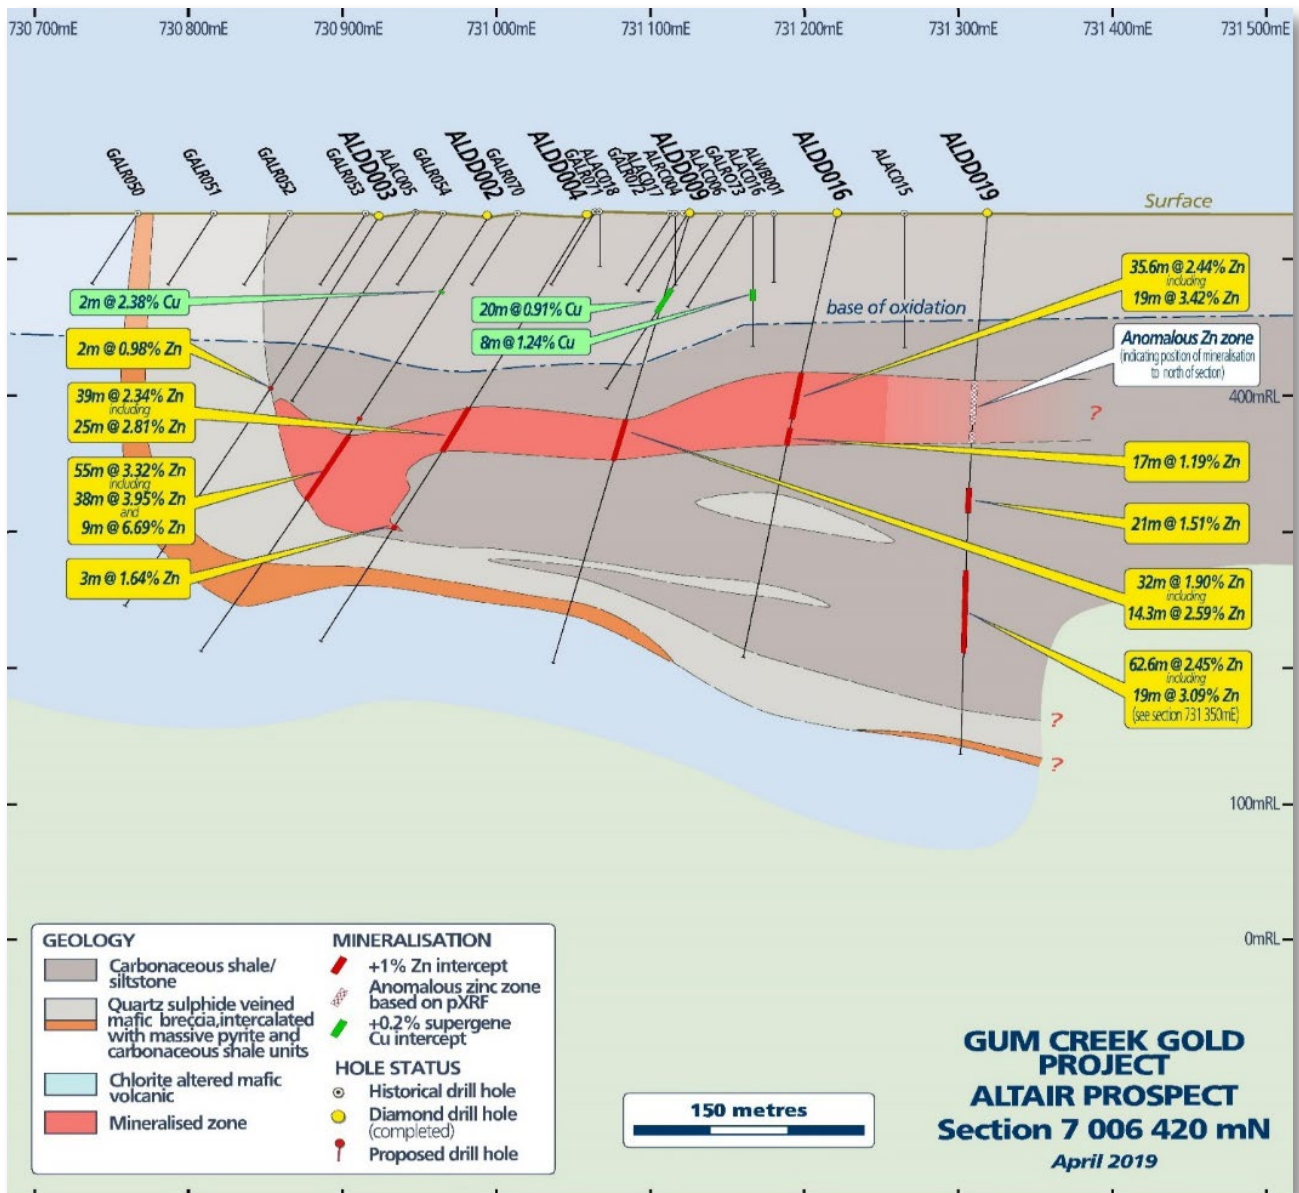 730 700mE
730 800mE
730 900mE
731 000mE
731 100mE
731 200mE
731 300mE
731 400mE
731 500mE
GALR050
GALR051
GALR052
GALR053
ALDD003
ALAC005
GALR054
ALDD002
GALR070
ALDD004
GALR071
ALAC018
GALR072
ALAC017
ALRC004
ALDD009
ALAC006
GALRO73
ALAC016
ALWB001
ALDD016
ALAC015
ALDD019
Surface
2m @ 2.38% Cu
20m @ 0.91% Cu
8m @ 1.24% Cu
base of oxidation
35.6m @ 2.44% Zn
including
19m @ 3.42% Zn
2m @ 0.98% Zn
Anomalous Zn zone
(indicating position of mineralisation
to north of section)
39m @ 2.34% Zn
including
25m @ 2.81% Zn
400mRL
?
55m @ 3.32% Zn
including
38m @ 3.95% Zn
and
9m @ 6.69% Zn
17m @ 1.19% Zn
21m @ 1.51% Zn
3m @ 1.64% Zn
32m @ 1.90% Zn
including
14.3m @ 2.59% Zn
62.6m @ 2.45% Zn
including
19m @ 3.09% Zn
(see section 731 350mE)
?
?
100mRL
0mRL
GEOLOGY
Carbonaceous shale/
siltstone
Quartz sulphide veined
mafic breccia,intercalated
with massive pyrite and
carbonaceous shale units
Chlorite altered mafic
volcanic
Mineralised zone
MINERALISATION
+1% Zn intercept
Anomalous zinc zone
based on pXRF
+0.2% supergene
Cu intercept
HOLE STATUS
Historical drill hole
Diamond drill hole
(completed)
Proposed drill hole
150 metres
GUM CREEK GOLD
PROJECT
ALTAIR PROSPECT
Section 7 006 420 mN
April 2019